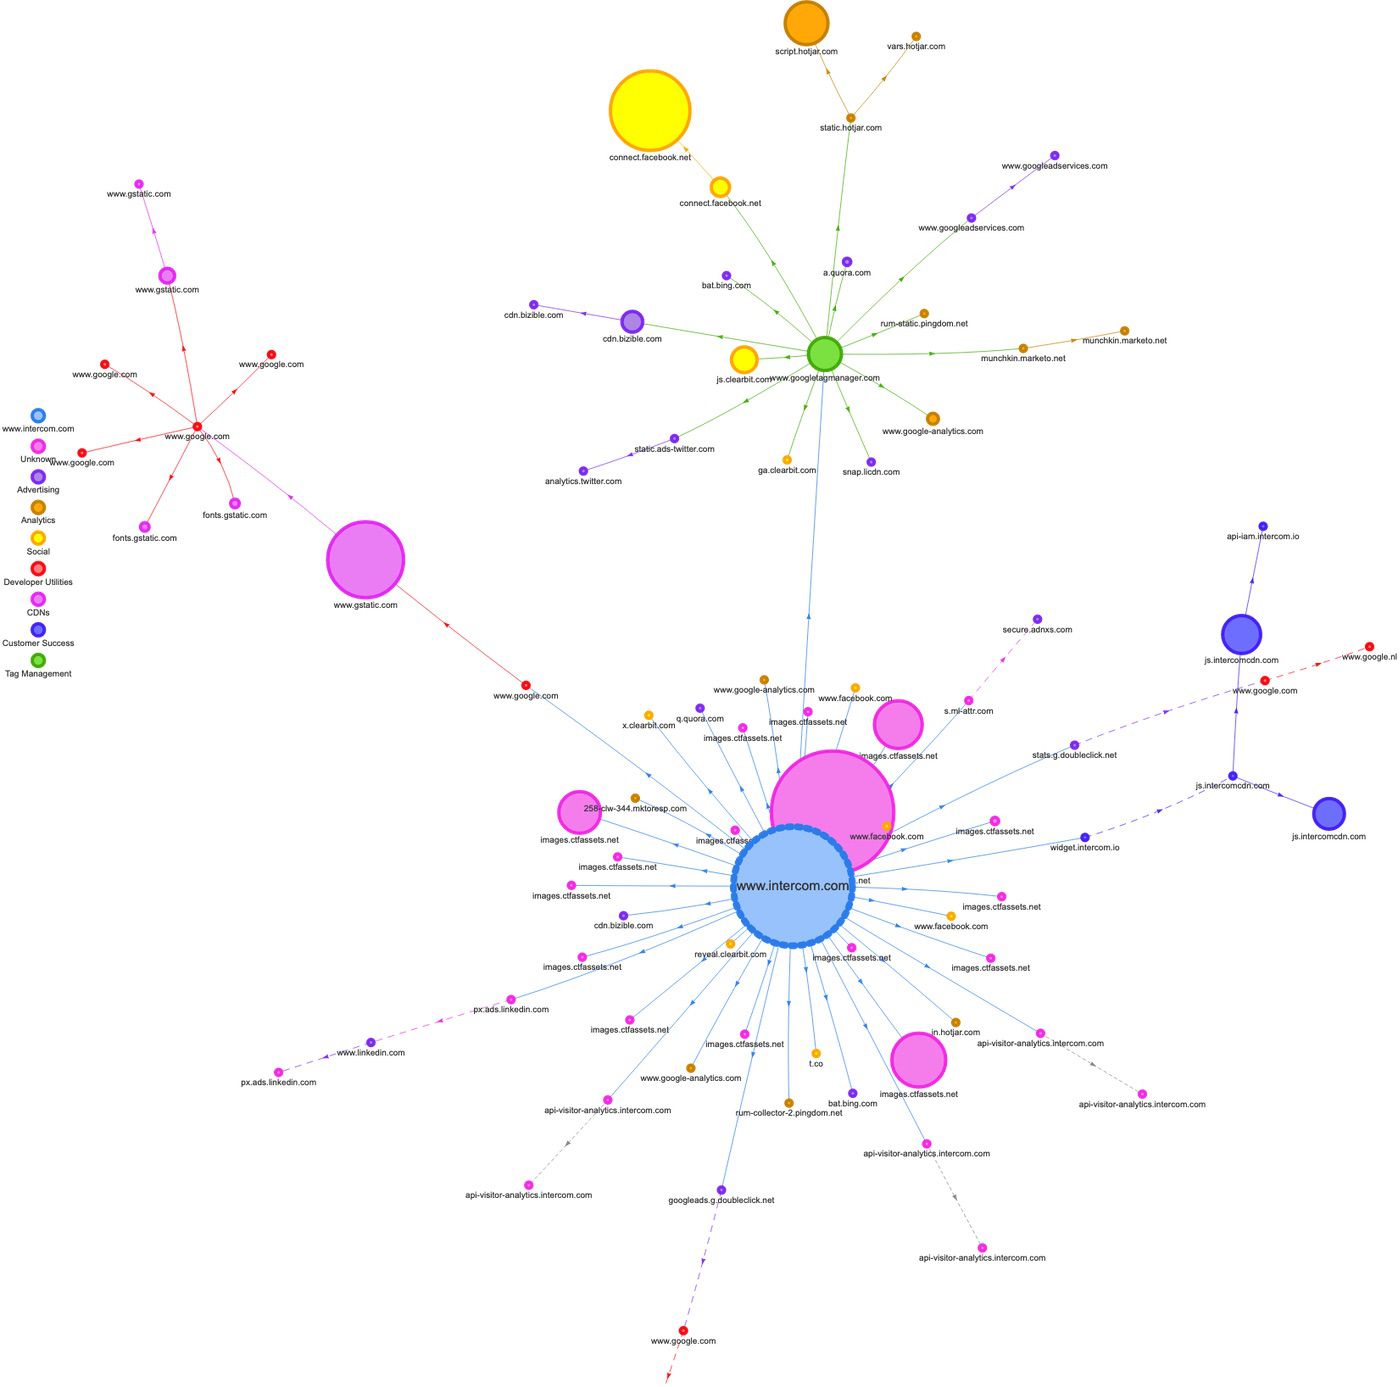 script.hotjar.com
vars.hotjar.com
static.hotjar.com
connect.facebook.net
www.googleadservices.com
www.gstatic.com
connect.facebook.net
www.googleadservices.com
a.quora.com
bat.bing.com
www.gstatic.com
cdn.bizible.com
rum-static.pingdom.net
cdn.bizible.com
munchkin.marketo.net
munchkin.marketo.net
www.google.com
www.google.com
js.clearbit.com
www.googletagmanager.com
www.intercom.com
Unknown
Advertising
Analytics
Social
Developer Utilities
CDNs
Customer Success
Tag Management
www.google.com
www.google.com
www.google-analytics.com
static.ads-twitter.com
ga.clearbit.com
snap.licdn.com
analytics.twitter.com
fonts.gstatic.com
fonts.gstatic.com
api-iam.intercom.io
www.gstatic.com
secure.adnxs.com
js.intercomcdn.com
www.google.nl
www.google.com
www.google-analytics.com
www.facebook.com
www.google.com
s.ml-attr.com
x.clearbit.com
q.quora.com
images.ctfassets.net
images.ctfassets.net
images.ctfassets.net
stats.g.doubleclick.net
js.intercomcdn.com
258-clw-344.mktoresp.com
images.ctfassets.net
images.ctfass
www.facebook.com
images.ctfassets.net
js.intercomcdn.com
widget.intercom.io
images.ctfassets.net
www.intercom.com
.net
images.ctfassets.net
images.ctfassets.net
cdn.bizible.com
www.facebook.com
reveal.clearbit.com
images.ctfassets.net
images.ctfassets.net
images.ctfassets.net
px.ads.linkedin.com
images.ctfassets.net
images.ctfassets.net
in.hotjar.com
api-visitor-analytics.intercom.com
www.linkedin.com
t.co
px.ads.linkedin.com
www.google-analytics.com
images.ctfassets.net
bat.bing.com
api-visitor-analytics.intercom.com
api-visitor-analytics.intercom.com
rum-collector-2.pingdom.net
api-visitor-analytics.intercom.com
api-visitor-analytics.intercom.com
googleads.g.doubleclick.net
api-visitor-analytics.intercom.com
www.google.com